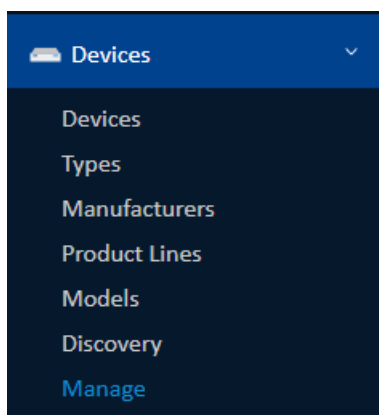 Devices
Devices
Types
Manufacturers
Product Lines
Models
Discovery
Manage